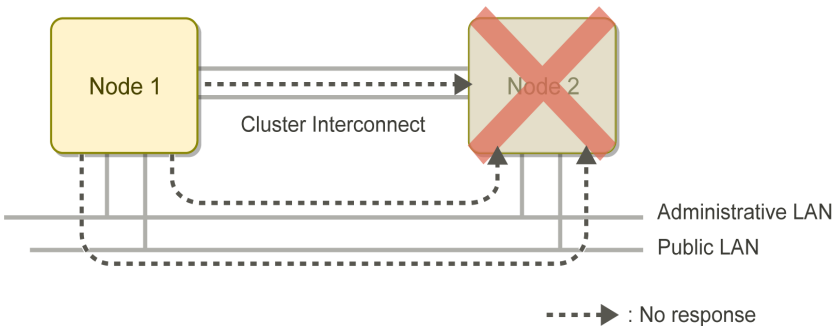 Node 1
Node 2
Cluster Interconnect
Administrative LAN
Public LAN
: No response